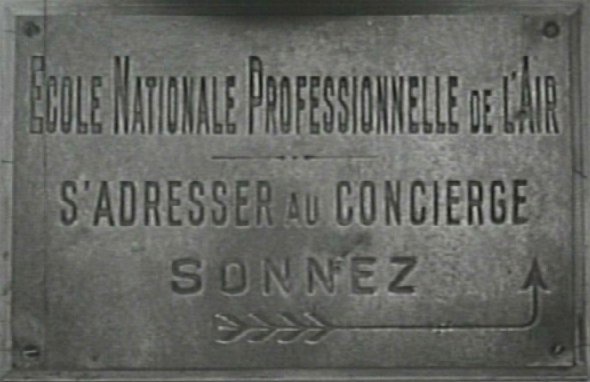 ECOLE NATIONALE PROFESSIONNELLE DE L'AIR
S'ADRESSER AU CONCIERGE
SONNEZ